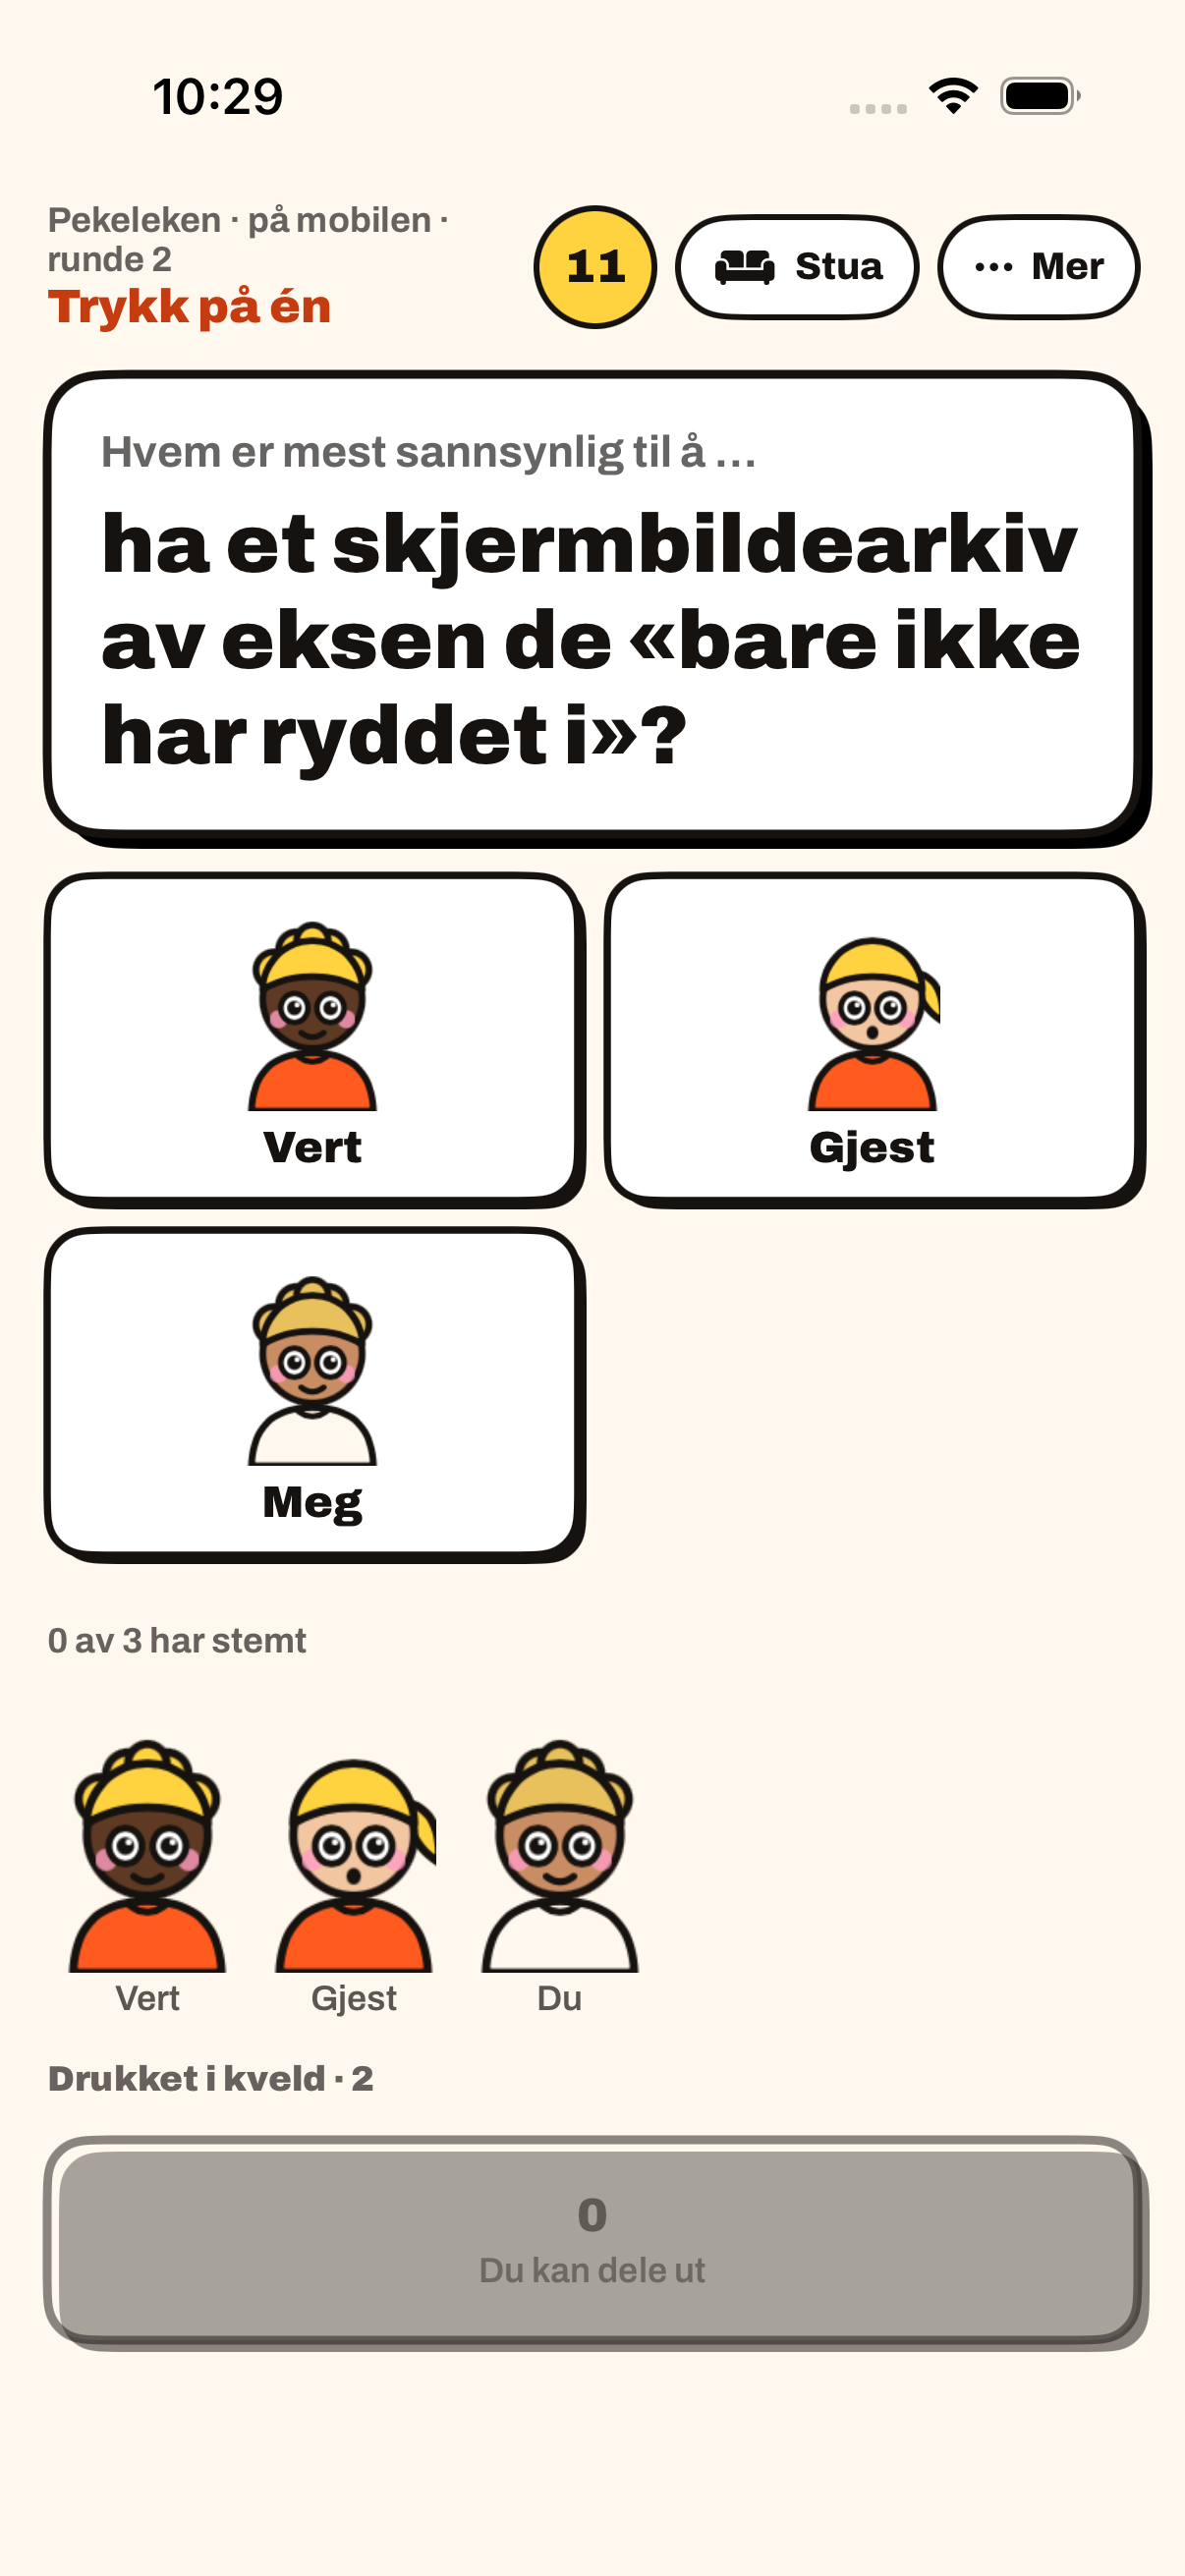 10:29
Pekeleken · på mobilen ·
runde 2
Trykk på én
11
Stua
··· Mer
Hvem er mest sannsynlig til å ...
ha et skjermbildearkiv
av eksen de «bare ikke
har ryddet i»?
Vert
Gjest
Meg
0 av 3 har stemt
Vert
Gjest
Du
Drukket i kveld · 2
0
Du kan dele ut